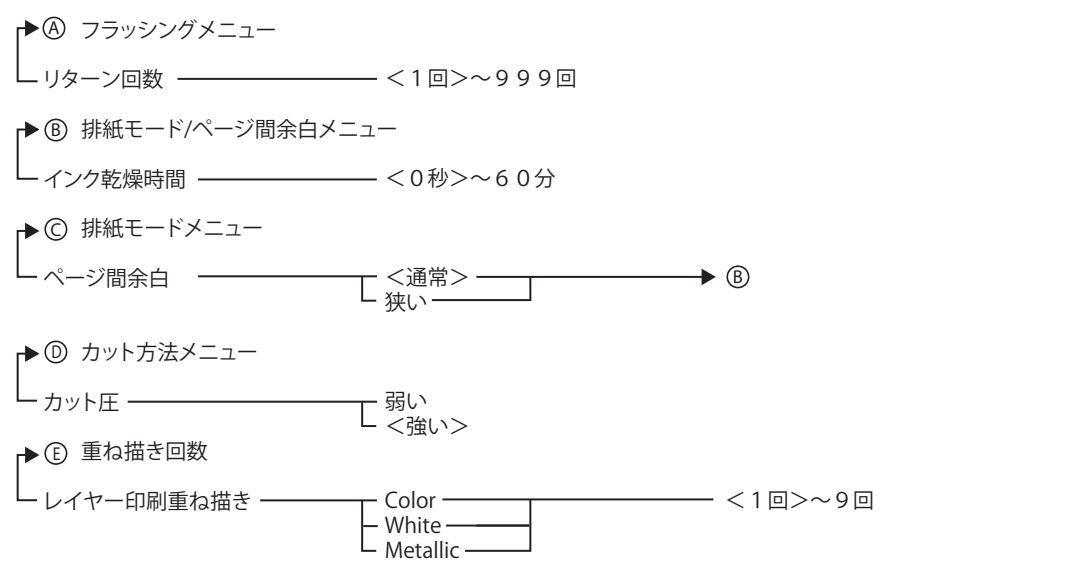 Ⓐ フラッシングメニュー
リターン回数 <1回>～999回
Ⓑ 排紙モード/ページ間余白メニュー
インク乾燥時間 <0秒>～60分
Ⓒ 排紙モードメニュー
ページ間余白 <通常> Ⓑ
狭い
Ⓓ カット方法メニュー
カット圧 弱い
<強い>
Ⓔ 重ね描き回数
レイヤー印刷重ね描き Color <1回>～9回
White
Metallic